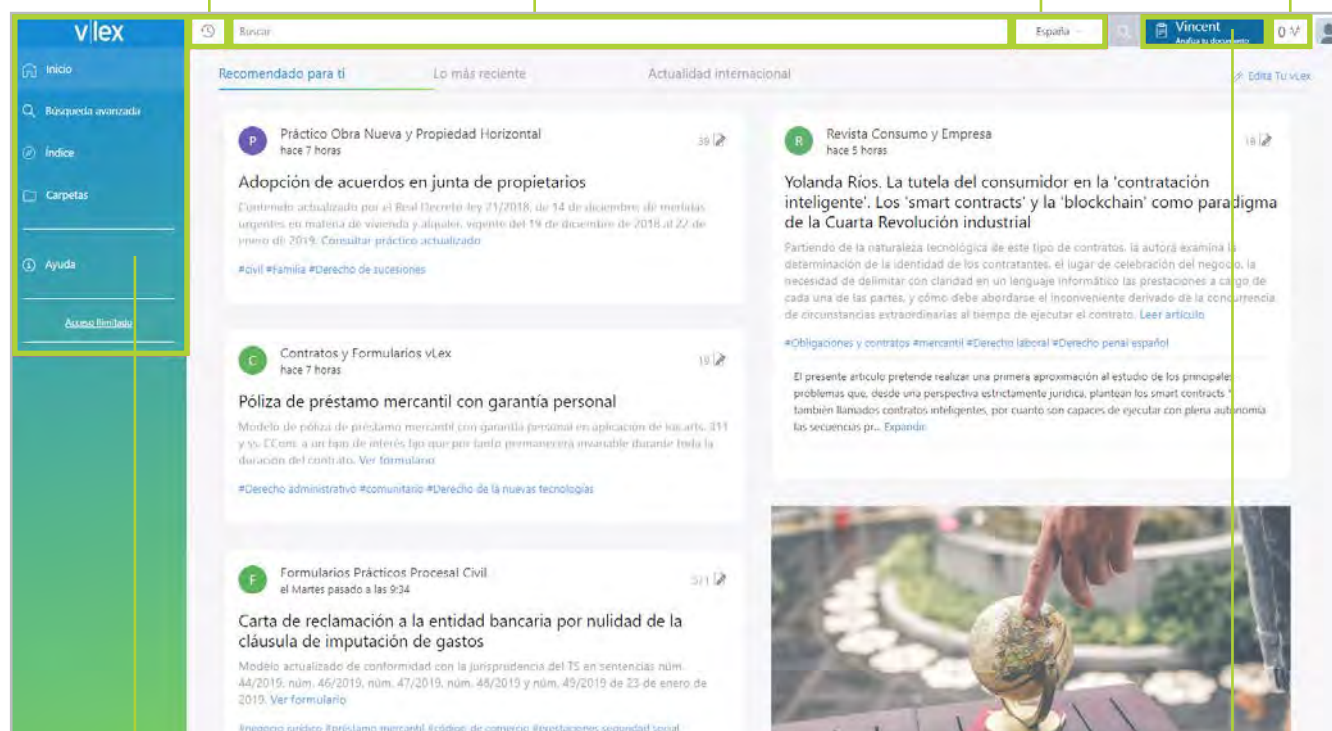 v|lex
Inicio
Búsqueda avanzada
Índice
Carpetas
Ayuda
Acceso Ilimitado
Buscar
España
Vincent
Analiza tu documento
0
Recomendado para ti
Lo más reciente
Actualidad internacional
Edita Tu vLex
P
Práctico Obra Nueva y Propiedad Horizontal
hace 7 horas
39
Adopción de acuerdos en junta de propietarios
Contenido actualizado por el Real Decreto-ley 21/2018, de 14 de diciembre, de medidas
urgentes en materia de vivienda y alquiler, vigente del 19 de diciembre de 2018 al 22 de
enero de 2019. Consultar práctico actualizado
#civil #Familia #Derecho de sucesiones
C
Contratos y Formularios vLex
hace 7 horas
19
Póliza de préstamo mercantil con garantía personal
Modelo de póliza de préstamo mercantil con garantía personal en aplicación de los arts. 311
y ss. CCom. a un tipo de interés fijo que por tanto permanecerá invariable durante toda la
duración del contrato. Ver formulario
#Derecho administrativo #comunitario #Derecho de la nuevas tecnologías
F
Formularios Prácticos Procesal Civil
el Martes pasado a las 9:34
571
Carta de reclamación a la entidad bancaria por nulidad de la
cláusula de imputación de gastos
Modelo actualizado de conformidad con la jurisprudencia del TS en sentencias núm.
44/2019, núm. 46/2019, núm. 47/2019, núm. 48/2019 y núm. 49/2019 de 23 de enero de
2019. Ver formulario
#negocio jurídico #préstamo mercantil #código de comercio #prestaciones seguridad social
R
Revista Consumo y Empresa
hace 5 horas
18
Yolanda Ríos. La tutela del consumidor en la 'contratación
inteligente'. Los 'smart contracts' y la 'blockchain' como paradigma
de la Cuarta Revolución industrial
Partiendo de la naturaleza tecnológica de este tipo de contratos, la autora examina la
determinación de la identidad de los contratantes, el lugar de celebración del negocio, la
necesidad de delimitar con claridad en un lenguaje informático las prestaciones a cargo de
cada una de las partes, y cómo debe abordarse el inconveniente derivado de la concurrencia
de circunstancias extraordinarias al tiempo de ejecutar el contrato. Leer artículo
#Obligaciones y contratos #mercantil #Derecho laboral #Derecho penal español
El presente artículo pretende realizar una primera aproximación al estudio de los principales
problemas que, desde una perspectiva estrictamente jurídica, plantean los smart contracts
también llamados contratos inteligentes, por cuanto son capaces de ejecutar con plena autonomía
las secuencias pr... Expandir